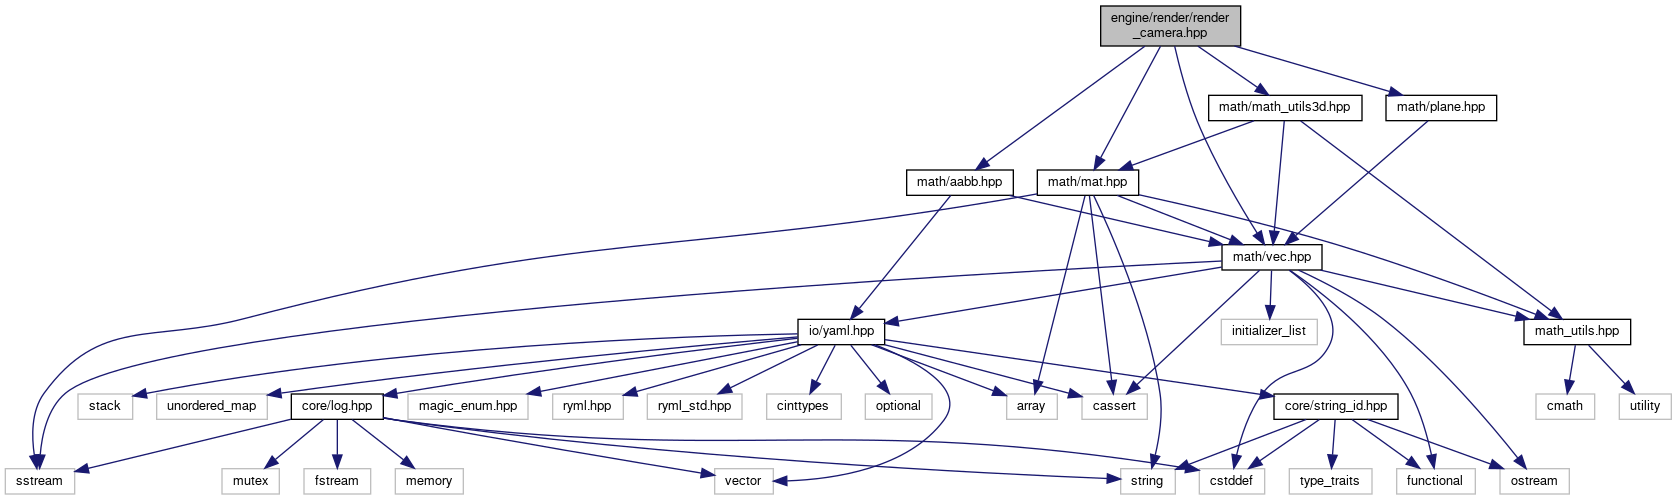 engine/render/render
_camera.hpp
math/math_utils3d.hpp
math/plane.hpp
math/aabb.hpp
math/mat.hpp
math/vec.hpp
io/yaml.hpp
initializer_list
math_utils.hpp
stack
unordered_map
core/log.hpp
magic_enum.hpp
ryml.hpp
ryml_std.hpp
cinttypes
optional
array
cassert
core/string_id.hpp
cmath
utility
sstream
mutex
fstream
memory
vector
string
cstddef
type_traits
functional
ostream